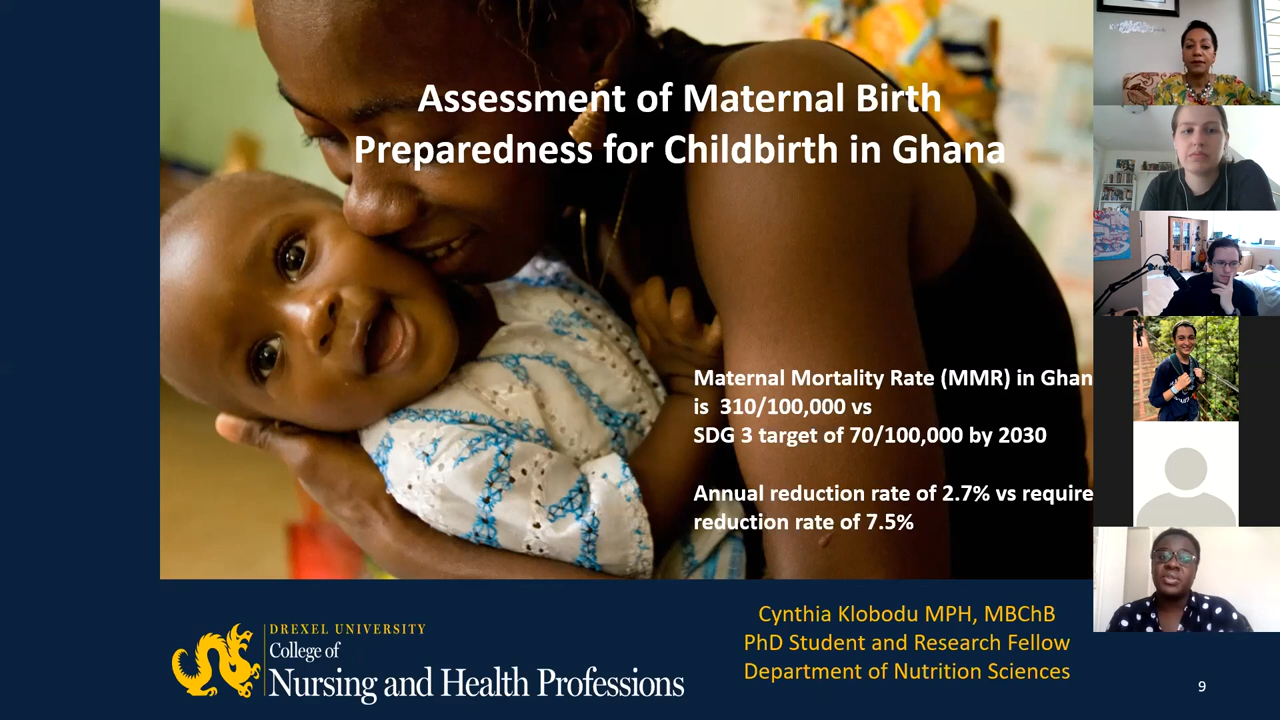 Assessment of Maternal Birth
Preparedness for Childbirth in Ghana
Maternal Mortality Rate (MMR) in Ghan
is 310/100,000 vs
SDG 3 target of 70/100,000 by 2030
Annual reduction rate of 2.7% vs require
reduction rate of 7.5%
Cynthia Klobodu MPH, MBChB
PhD Student and Research Fellow
Department of Nutrition Sciences
DREXEL UNIVERSITY
College of
Nursing and Health Professions
9